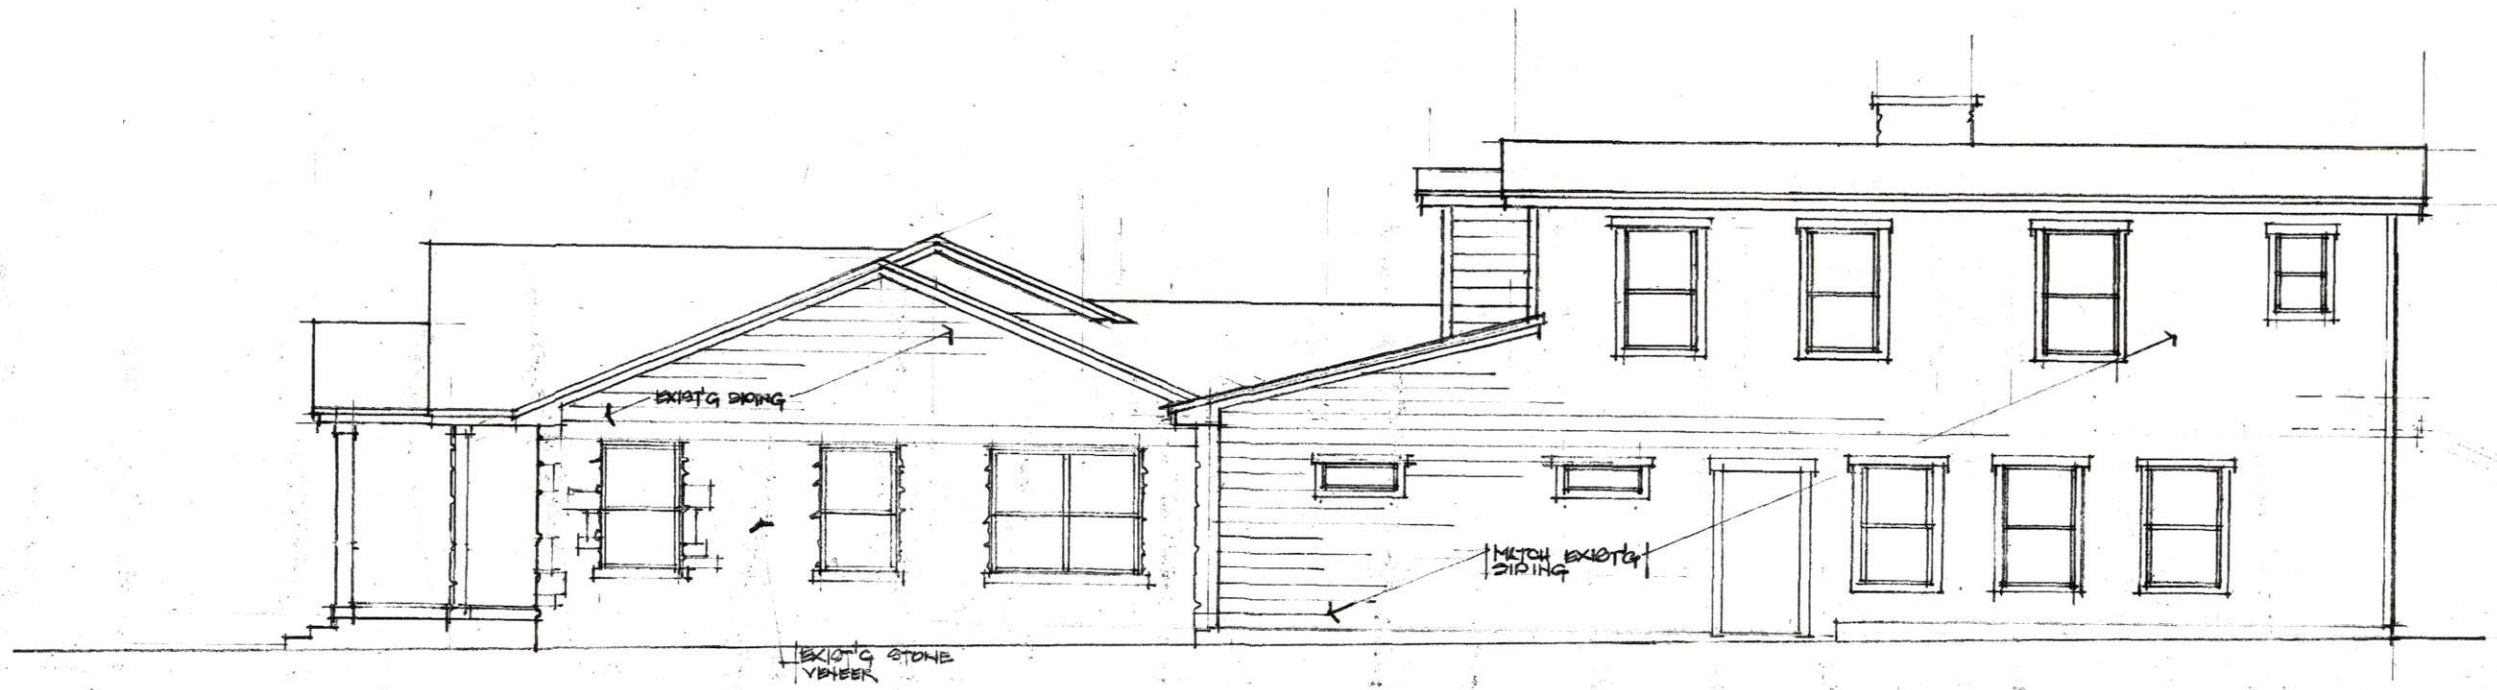 EXIST'G SIDING
MATCH EXIST'G
SIDING
EXIST'G STONE
VENEER